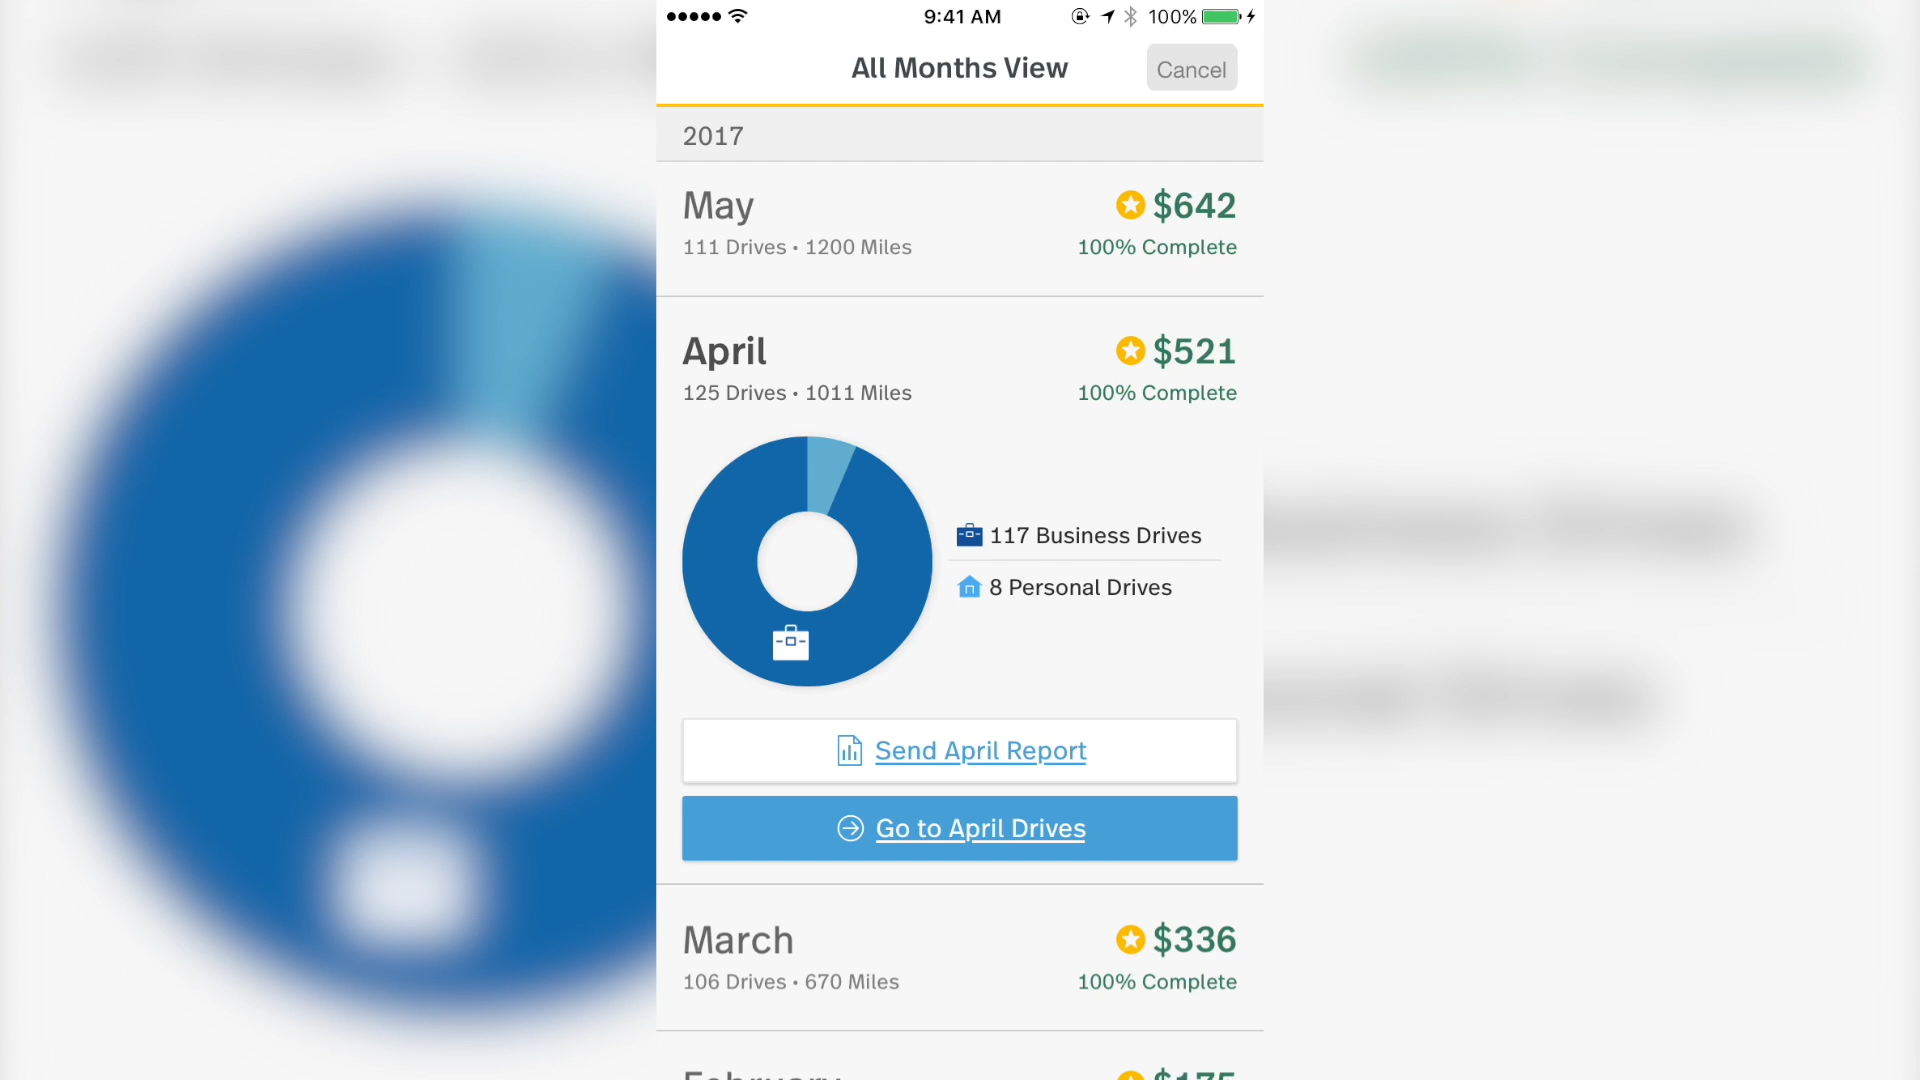 9:41 AM 100%
All Months View
Cancel
2017
May $642
111 Drives • 1200 Miles 100% Complete
April $521
125 Drives • 1011 Miles 100% Complete
117 Business Drives
8 Personal Drives
Send April Report
Go to April Drives
March $336
106 Drives • 670 Miles 100% Complete
February $175